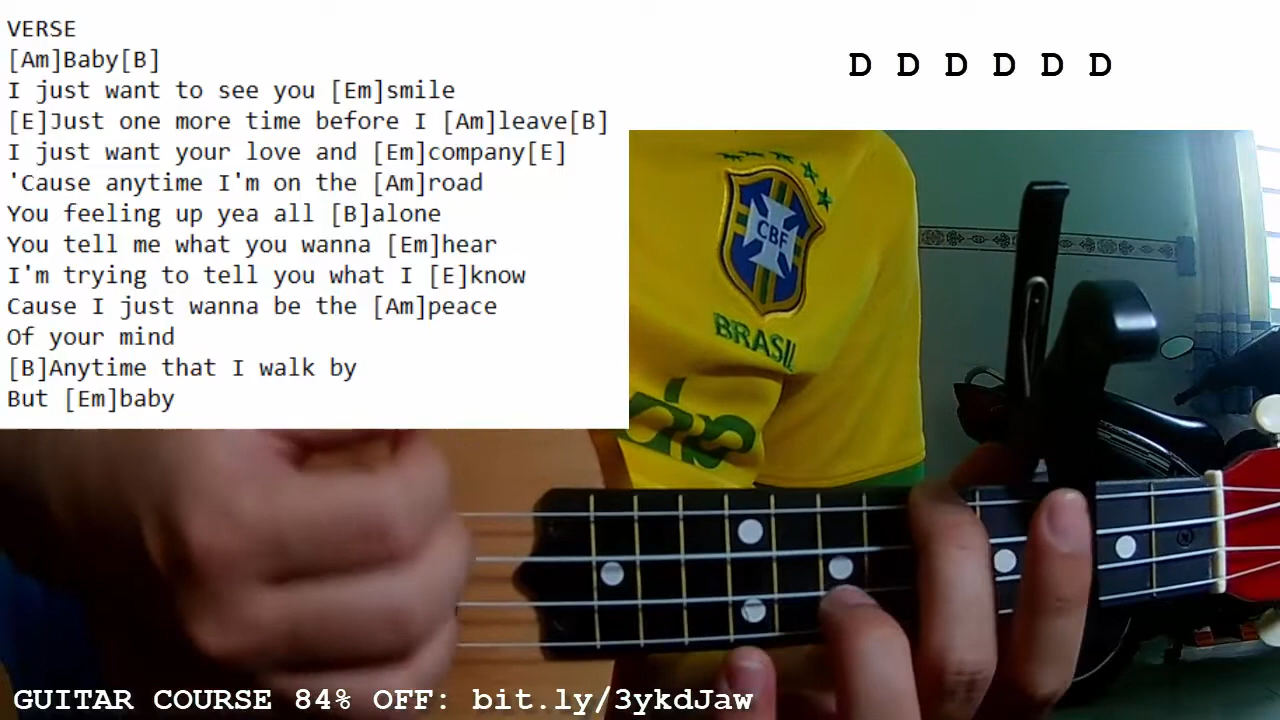 VERSE
[Am]Baby[B]
I just want to see you [Em]smile
[E]Just one more time before I [Am]leave[B]
I just want your love and [Em]company[E]
'Cause anytime I'm on the [Am]road
You feeling up yea all [B]alone
You tell me what you wanna [Em]hear
I'm trying to tell you what I [E]know
Cause I just wanna be the [Am]peace
Of your mind
[B]Anytime that I walk by
But [Em]baby
D D D D D D
CBF
BRASIL
GUITAR COURSE 84% OFF: bit.ly/3ykdJaw